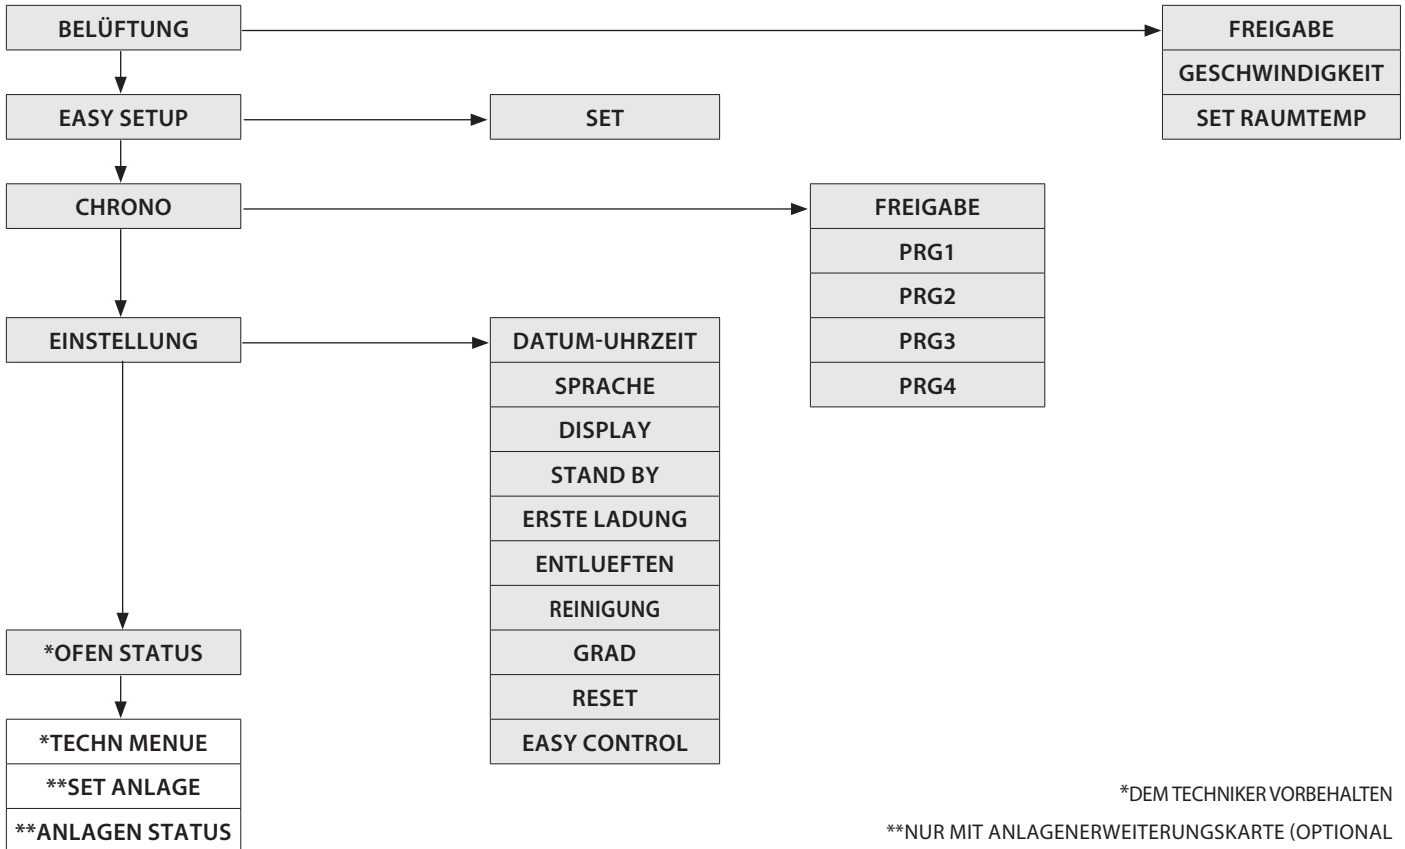 BELÜFTUNG
FREIGABE
GESCHWINDIGKEIT
SET RAUMTEMP
EASY SETUP
SET
CHRONO
FREIGABE
PRG1
PRG2
PRG3
PRG4
EINSTELLUNG
DATUM-UHRZEIT
SPRACHE
DISPLAY
STAND BY
ERSTE LADUNG
ENTLUEFTEN
REINIGUNG
GRAD
RESET
EASY CONTROL
*OFEN STATUS
*TECHN MENUE
**SET ANLAGE
**ANLAGEN STATUS
*DEM TECHNIKER VORBEHALTEN
**NUR MIT ANLAGENERWEITERUNGSKARTE (OPTIONAL